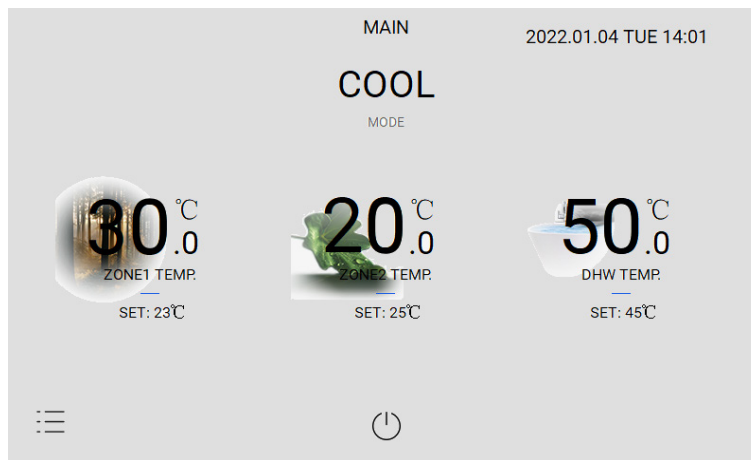 MAIN
2022.01.04 TUE 14:01
COOL
MODE
30.0℃
ZONE1 TEMP.
SET: 23℃
20.0℃
ZONE2 TEMP.
SET: 25℃
50.0℃
DHW TEMP.
SET: 45℃